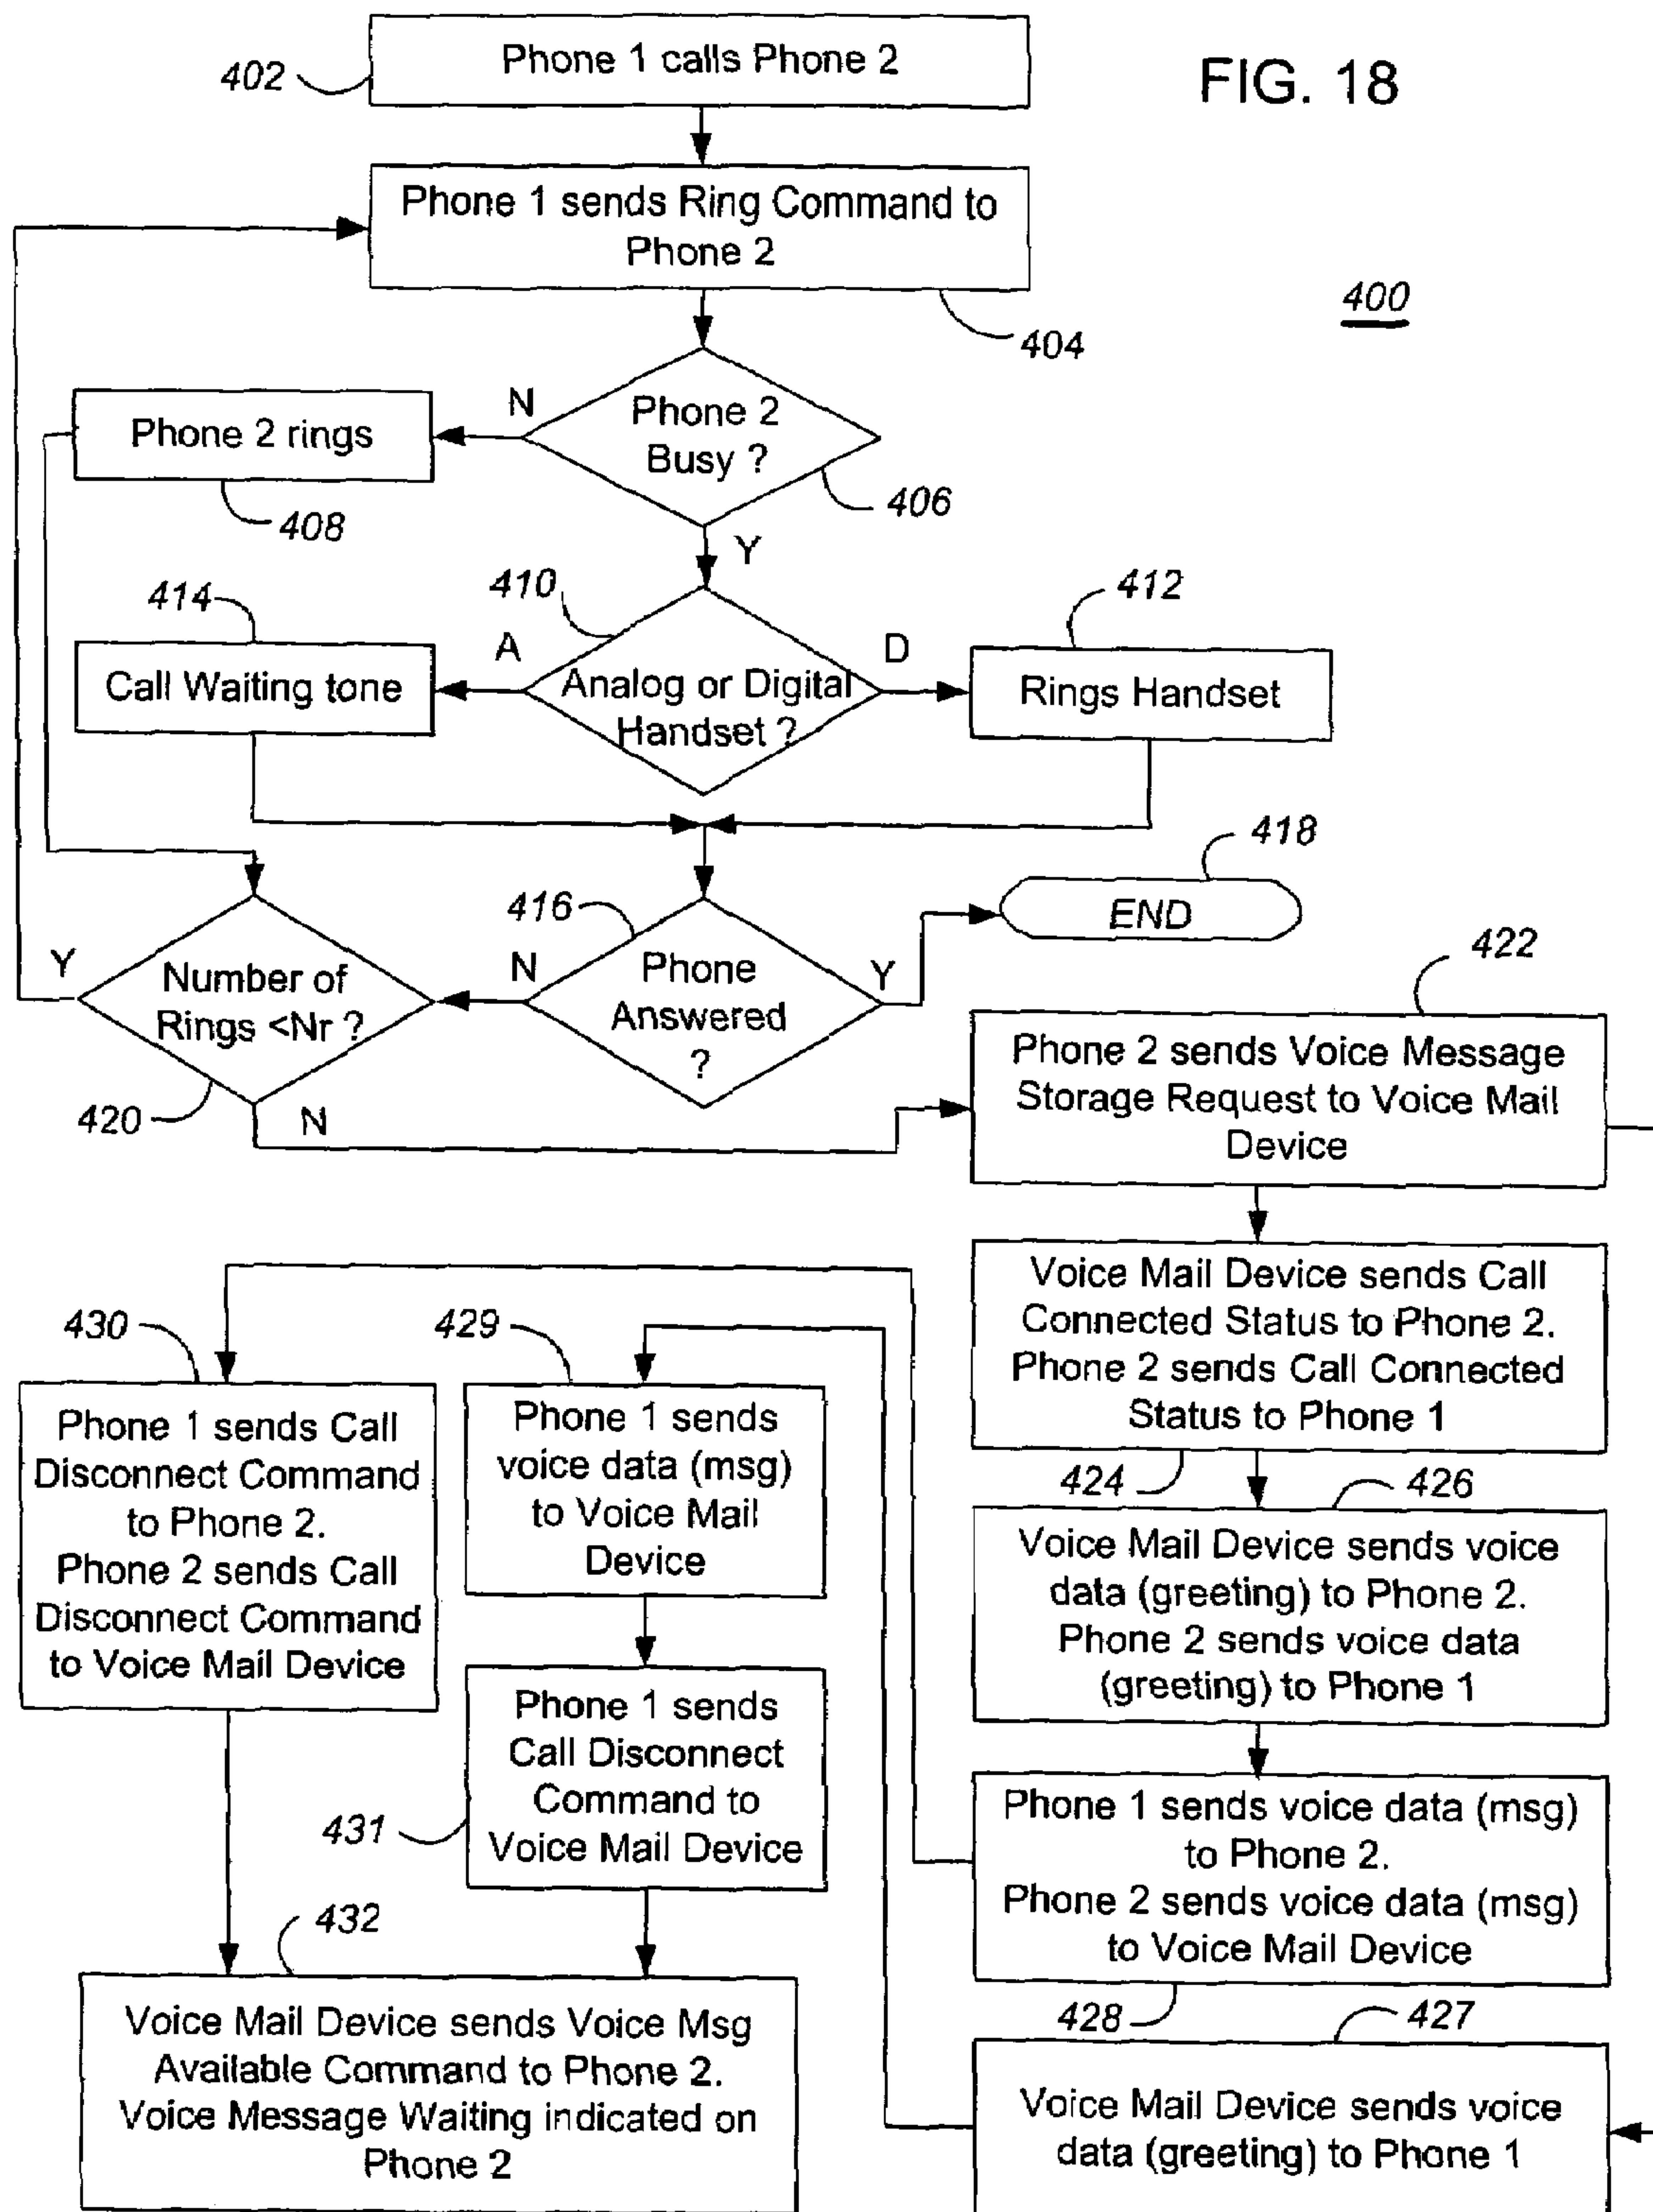 Phone 1 calls Phone 2
402
FIG. 18
Phone 1 sends Ring Command to
Phone 2
400
404
N
Phone 2
Busy ?
Phone 2 rings
406
408
Y
410
412
414
A
D
Call Waiting tone
Analog or Digital
Handset ?
Rings Handset
418
END
416
422
Y
Number of
Rings <Nr ?
N
Phone
Answered
?
Y
420
N
Phone 2 sends Voice Message
Storage Request to Voice Mail
Device
Voice Mail Device sends Call
Connected Status to Phone 2.
Phone 2 sends Call Connected
Status to Phone 1
430
429
424
426
Phone 1 sends Call
Disconnect Command
to Phone 2.
Phone 2 sends Call
Disconnect Command
to Voice Mail Device
Phone 1 sends
voice data (msg)
to Voice Mail
Device
Voice Mail Device sends voice
data (greeting) to Phone 2.
Phone 2 sends voice data
(greeting) to Phone 1
Phone 1 sends
Call Disconnect
Command to
Voice Mail Device
431
Phone 1 sends voice data (msg)
to Phone 2.
Phone 2 sends voice data (msg)
to Voice Mail Device
432
428
427
Voice Mail Device sends Voice Msg
Available Command to Phone 2.
Voice Message Waiting indicated on
Phone 2
Voice Mail Device sends voice
data (greeting) to Phone 1